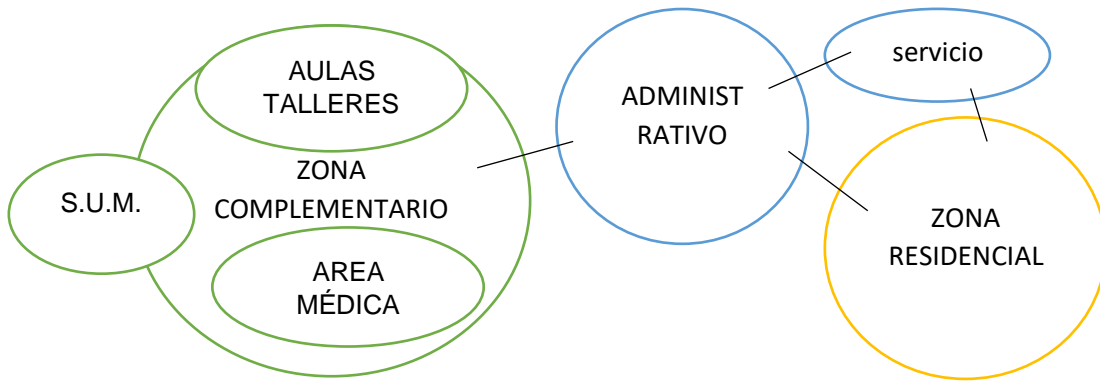 AULAS
TALLERES
ZONA
COMPLEMENTARIO
S.U.M.
AREA
MÉDICA
ADMINIST
RATIVO
servicio
ZONA
RESIDENCIAL